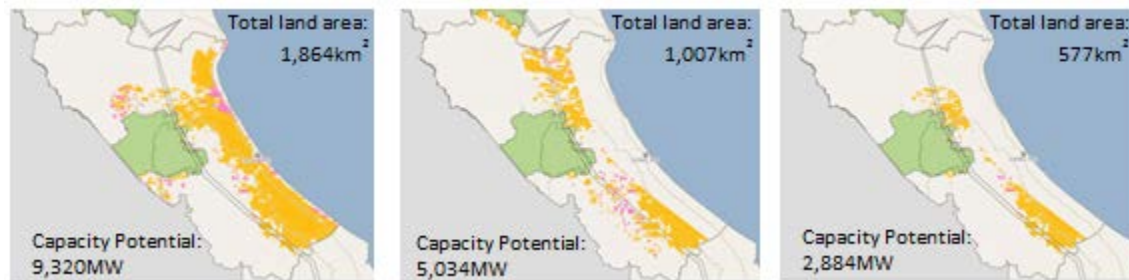 Total land area:
1,864km²
Capacity Potential:
9,320MW
Total land area:
1,007km²
Capacity Potential:
5,034MW
Total land area:
577km²
Capacity Potential:
2,884MW